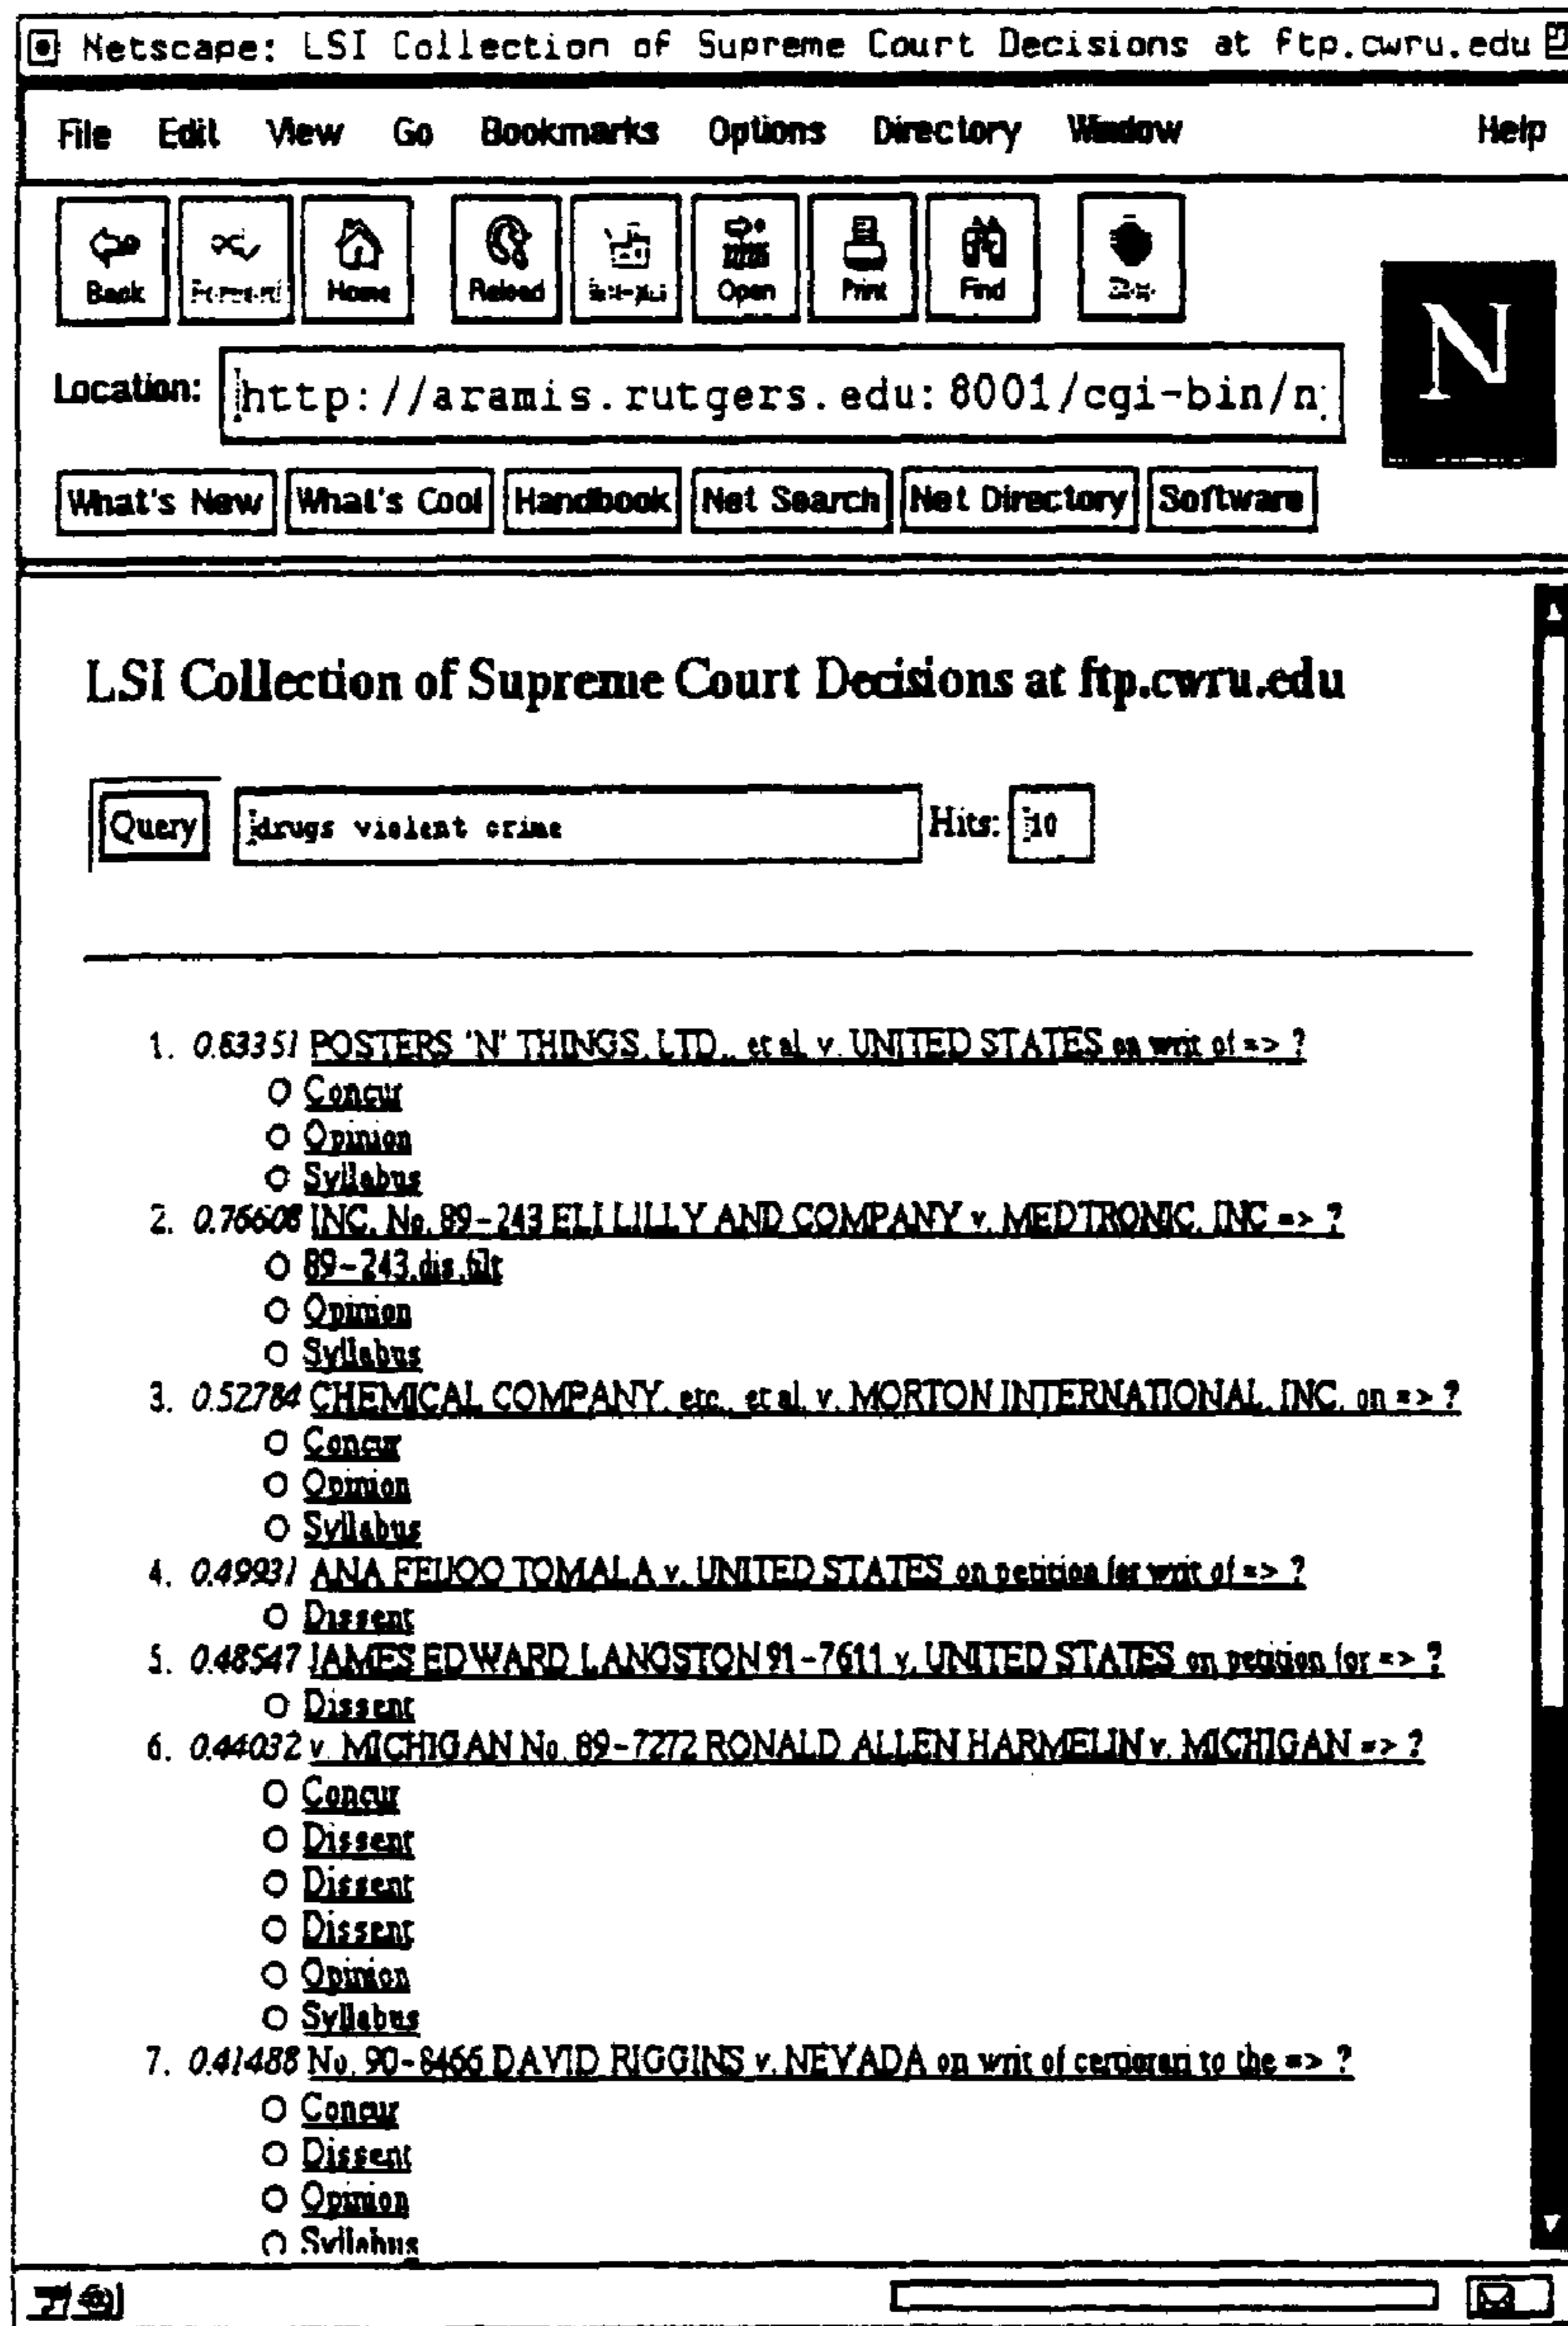 Netscape: LSI Collection of Supreme Court Decisions at ftp.cwru.edu
File Edit View Go Bookmarks Options Directory Window Help
Back Forward Home Reload Open Print Find Stop
Location: http://aramis.rutgers.edu:8001/cgi-bin/n
N
What's New What's Cool Handbook Net Search Net Directory Software
LSI Collection of Supreme Court Decisions at ftp.cwru.edu
Query drugs violent crime Hits: 10
1. POSTERS 'N' THINGS, LTD., et al. v. UNITED STATES on writ of => ?
Concur
Opinion
Syllabus
2. 0.76608 INC. No. 89-243 ELI LILLY AND COMPANY v. MEDTRONIC, INC => ?
89-243.dis.filt
Opinion
Syllabus
3. 0.52784 CHEMICAL COMPANY, etc., et al. v. MORTON INTERNATIONAL, INC. on => ?
Concur
Opinion
Syllabus
4. 0.49931 ANA FEIJOO TOMALA v. UNITED STATES on petition for writ of => ?
Dissent
5. 0.48547 JAMES EDWARD LANGSTON 91-7611 v. UNITED STATES on petition for => ?
Dissent
6. 0.44032 v. MICHIGAN No. 89-7272 RONALD ALLEN HARMELIN v. MICHIGAN => ?
Concur
Dissent
Dissent
Dissent
Opinion
Syllabus
7. 0.41488 No. 90-8466 DAVID RIGGINS v. NEVADA on writ of certiorari to the => ?
Concur
Dissent
Opinion
Syllabus